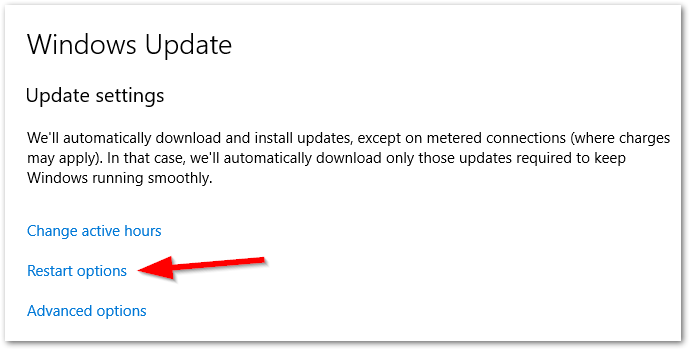 Windows Update
Update settings
We'll automatically download and install updates, except on metered connections (where charges
may apply). In that case, we'll automatically download only those updates required to keep
Windows running smoothly.
Change active hours
Restart options
Advanced options